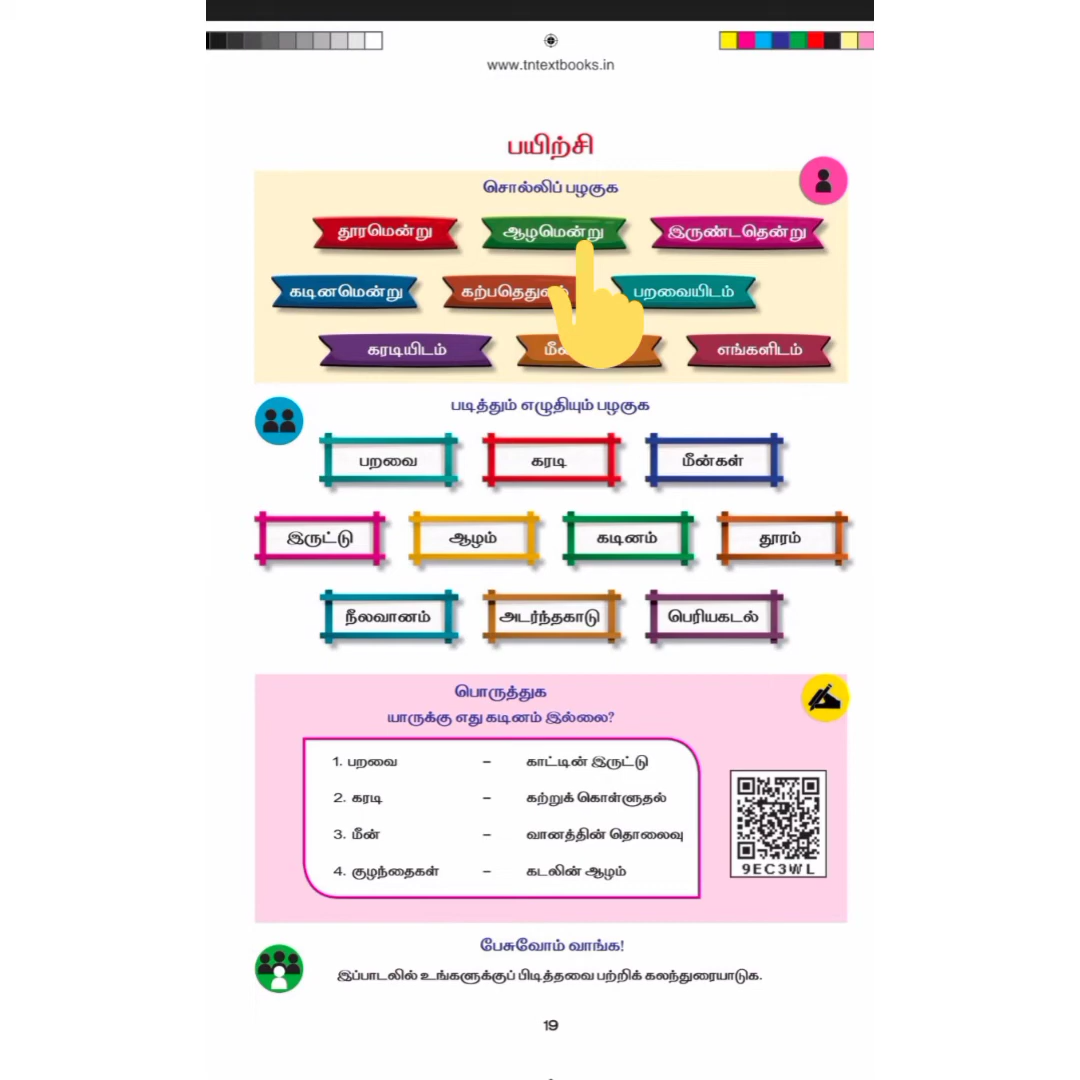 www.tntextbooks.in
பயிற்சி
சொல்லிப் பழகுக
தூரமென்று ஆழமென்று இருண்டதென்று
கடினமென்று பறவையிடம்
கரடியிடம் எங்களிடம்
படித்தும் எழுதியும் பழகுக
பறவை கரடி மீன்கள்
இருட்டு ஆழம் கடினம் தூரம்
நீலவானம் அடர்ந்தகாடு பெரியகடல்
பொருத்துக
யாருக்கு எது கடினம் இல்லை?
1. பறவை – காட்டின் இருட்டு
2. கரடி – கற்றுக் கொள்ளுதல்
3. மீன் – வானத்தின் தொலைவு
4. குழந்தைகள் – கடலின் ஆழம்
9EC3WL
பேசுவோம் வாங்க!
இப்பாடலில் உங்களுக்குப் பிடித்தவை பற்றிக் கலந்துரையாடுக.
19